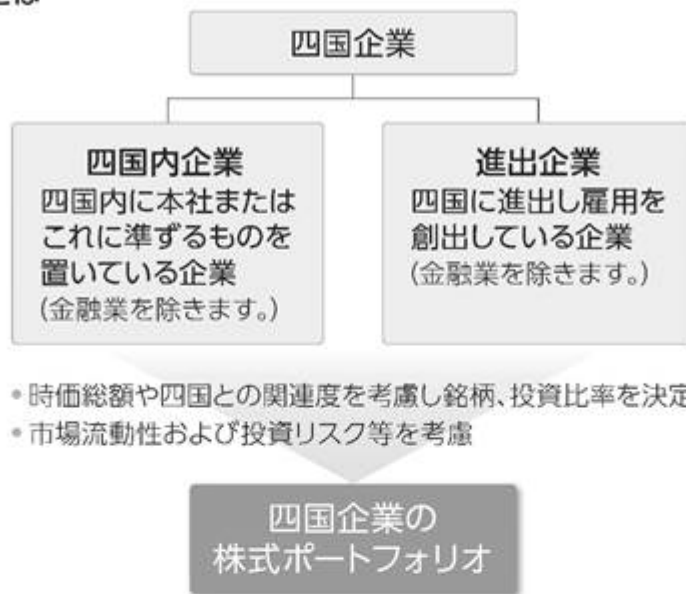 四国企業
四国内企業
四国内に本社または
これに準ずるものを
置いている企業
(金融業を除きます。)
進出企業
四国に進出し雇用を
創出している企業
(金融業を除きます。)
•時価総額や四国との関連度を考慮し銘柄、投資比率を決定
•市場流動性および投資リスク等を考慮
四国企業の
株式ポートフォリオ